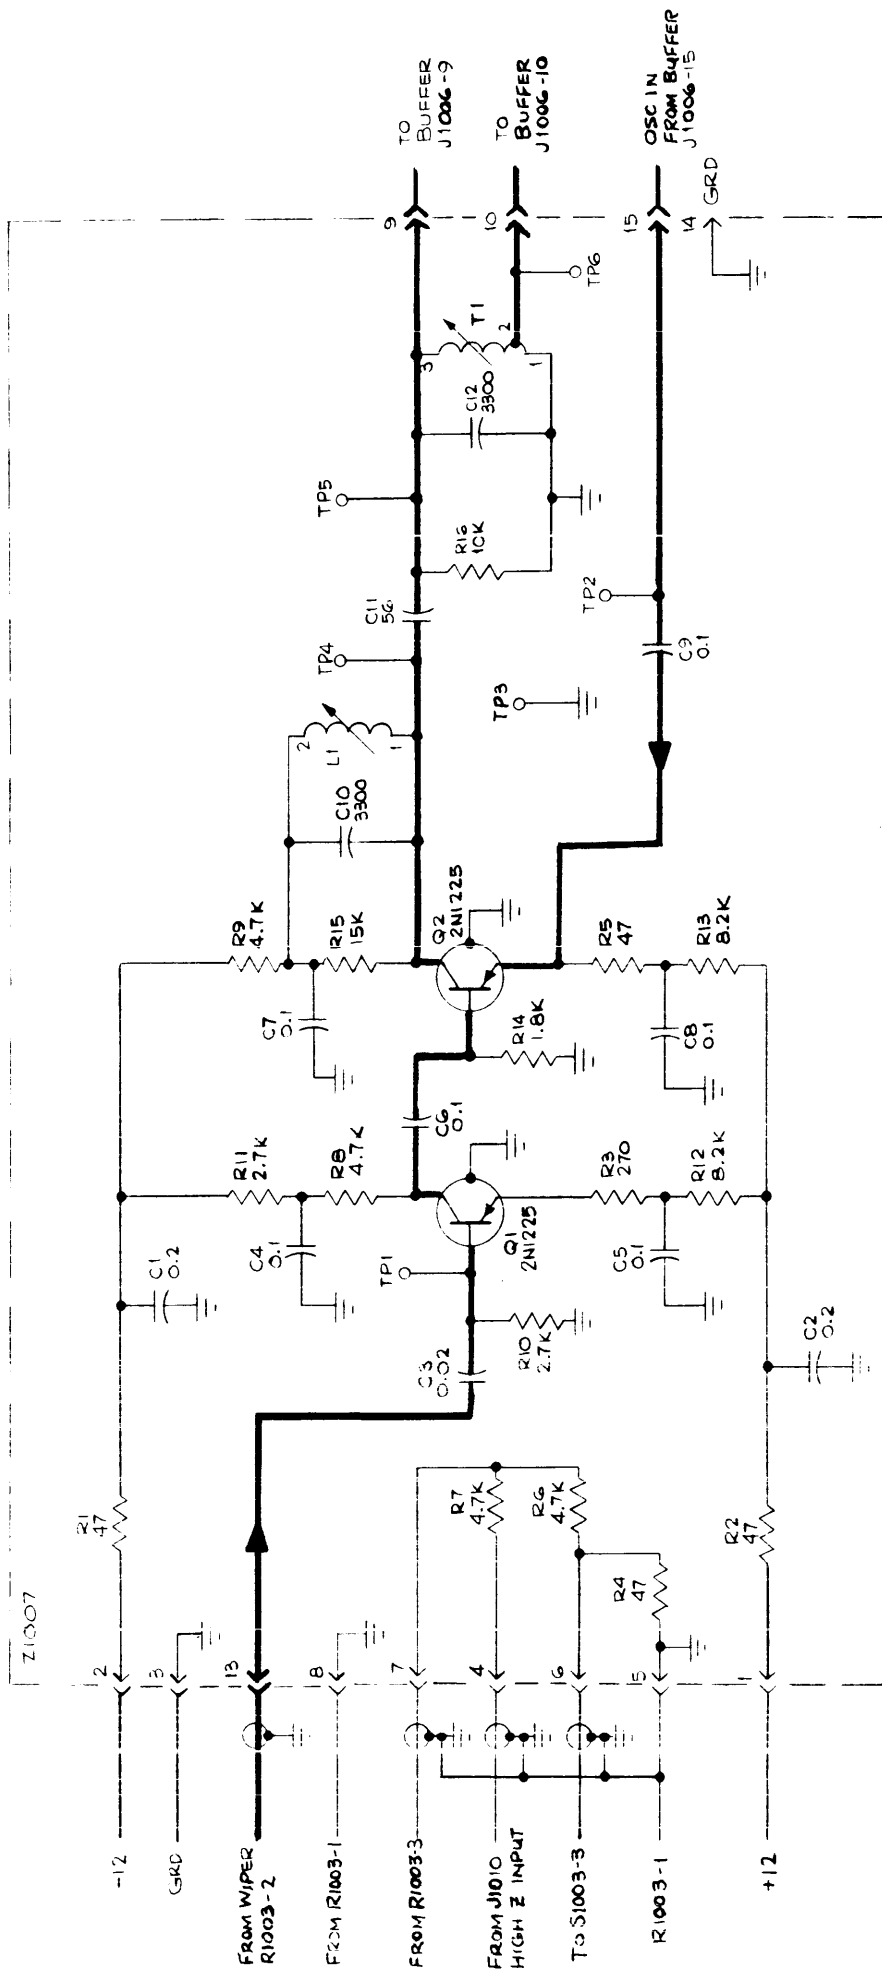 Z1007
-12
2
R1
47
C1
0.2
GRD
3
FROM WIPER
R1003-2
13
FROM R1003-1
8
FROM R1003-3
7
FROM J1010
HIGH Z INPUT
4
TO S1003-3
6
R1003-1
5
+12
1
R7
4.7K
R6
4.7K
R4
47
R2
47
C2
0.2
C3
0.02
R10
2.7K
TP1
Q1
2N1225
R11
2.7K
C4
0.1
R8
4.7K
R3
270
C5
0.1
R12
8.2K
C6
0.1
R14
1.8K
R9
4.7K
C7
0.1
R15
15K
Q2
2N1225
R5
47
C8
0.1
R13
8.2K
C10
3300
2
L1
1
TP4
C11
56
TP3
TP2
C9
0.1
TP5
R16
10K
C12
3300
3
T1
2
1
TP6
9
TO
BUFFER
J1006-9
10
TO
BUFFER
J1006-10
15
OSC IN
FROM BUFFER
J1006-15
14
GRD